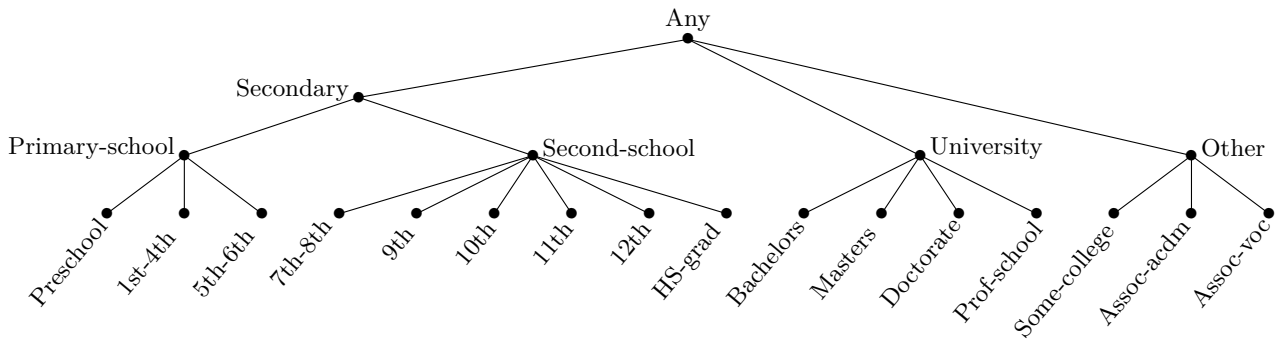 Any
Secondary
Primary-school
Second-school
University
Other
Preschool
1st-4th
5th-6th
7th-8th
9th
10th
11th
12th
HS-grad
Bachelors
Masters
Doctorate
Prof-school
Some-college
Assoc-acdm
Assoc-voc